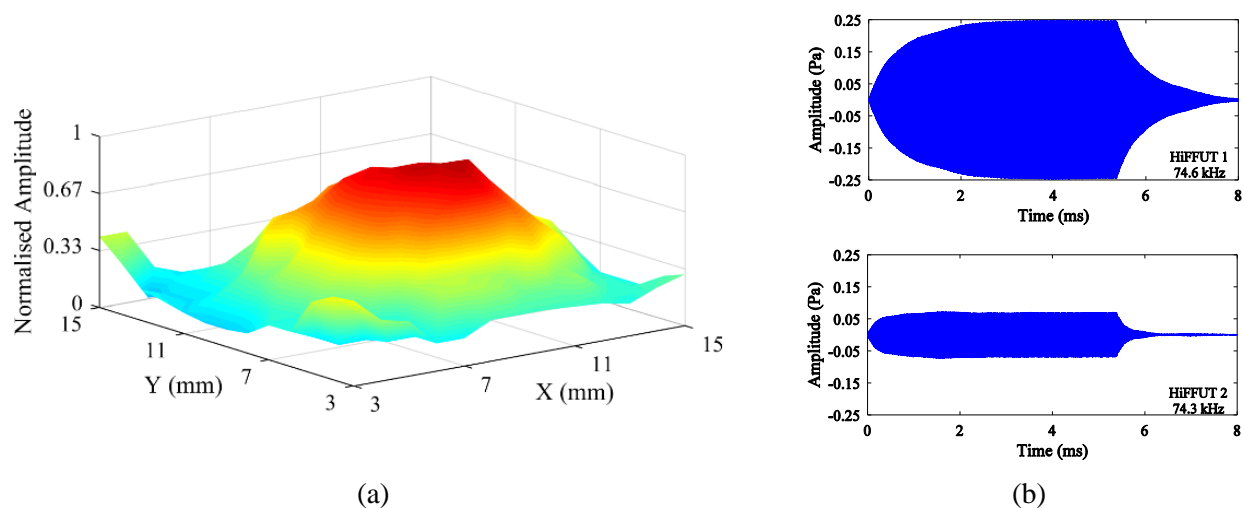 Normalised Amplitude
1
0.67
0.33
0
15
11
7
3
Y (mm)
3
7
11
15
X (mm)
(a)
0.25
0.15
0.05
-0.05
-0.15
-0.25
Amplitude (Pa)
HiFFUT 1
74.6 kHz
0 2 4 6 8
Time (ms)
0.25
0.15
0.05
-0.05
-0.15
-0.25
Amplitude (Pa)
HiFFUT 2
74.3 kHz
0 2 4 6 8
Time (ms)
(b)